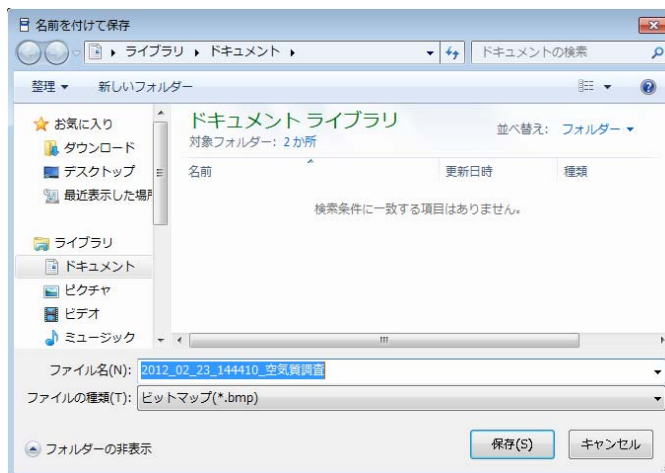 名前を付けて保存
ライブラリ ドキュメント ドキュメントの検索
整理 新しいフォルダー
お気に入り
ダウンロード
デスクトップ
最近表示した場所
ライブラリ
ドキュメント
ピクチャ
ビデオ
ミュージック
ドキュメント ライブラリ
対象フォルダー: 2 か所
並べ替え: フォルダー
名前 更新日時 種類
検索条件に一致する項目はありません。
ファイル名(N): 2012_02_23_144410_空気質調査
ファイルの種類(T): ビットマップ(*.bmp)
フォルダーの非表示 保存(S) キャンセル